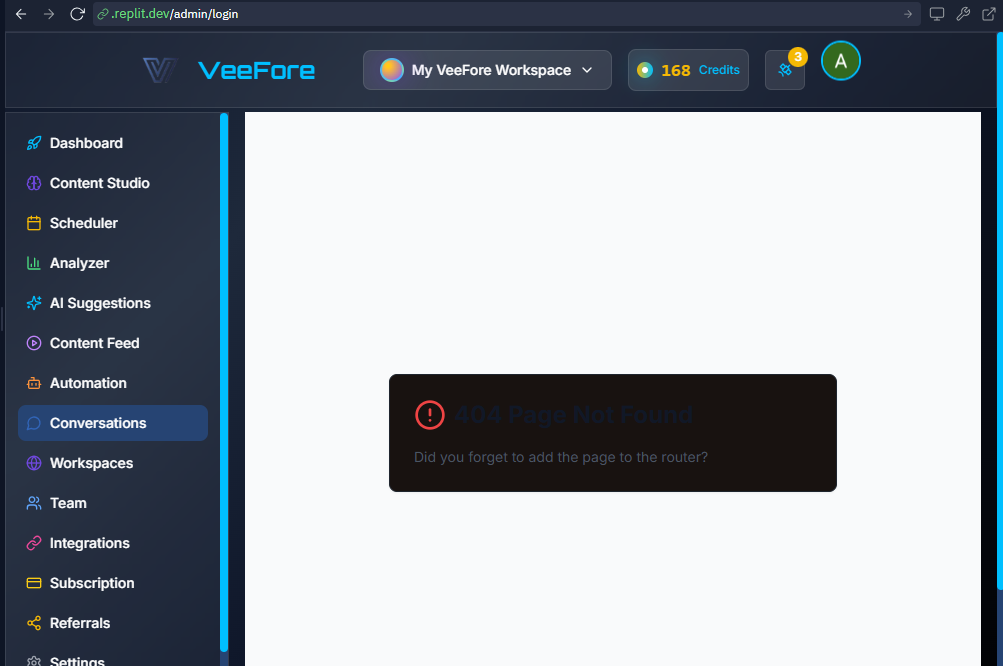 .replit.dev/admin/login
VeeFore
My VeeFore Workspace
168 Credits
3
A
Dashboard
Content Studio
Scheduler
Analyzer
AI Suggestions
Content Feed
Automation
Conversations
Workspaces
Team
Integrations
Subscription
Referrals
Settings
404 Page Not Found
Did you forget to add the page to the router?